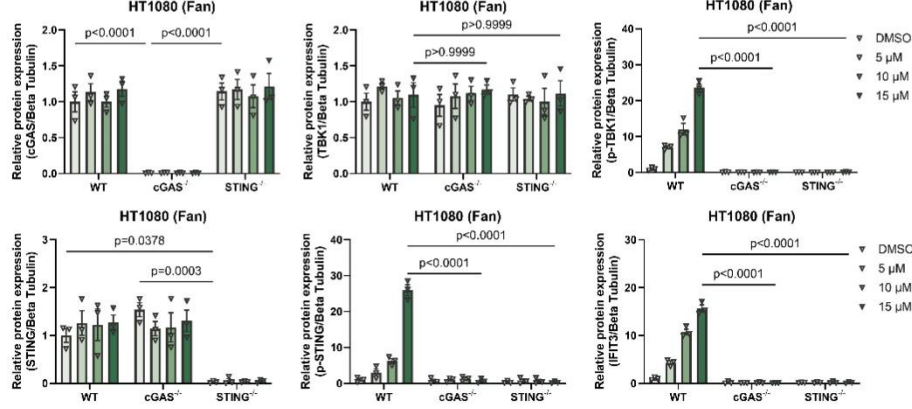 HT1080 (Fan)
Relative protein expression
(cGAS/Beta Tubulin)
2.0
1.5
1.0
0.5
0.0
p<0.0001
p<0.0001
WT
cGAS-/-
STING-/-
HT1080 (Fan)
Relative protein expression
(TBK1/Beta Tubulin)
2.0
1.5
1.0
0.5
0.0
p>0.9999
p>0.9999
WT
cGAS-/-
STING-/-
HT1080 (Fan)
Relative protein expression
(p-TBK1/Beta Tubulin)
40
30
20
10
0
p<0.0001
p<0.0001
WT
cGAS-/-
STING-/-
DMSO
5 µM
10 µM
15 µM
HT1080 (Fan)
Relative protein expression
(STING/Beta Tubulin)
3
2
1
0
p=0.0378
p=0.0003
WT
cGAS-/-
STING-/-
HT1080 (Fan)
Relative protein expression
(p-STING/Beta Tubulin)
40
30
20
10
0
p<0.0001
p<0.0001
WT
cGAS-/-
STING-/-
HT1080 (Fan)
Relative protein expression
(IFIT3/Beta Tubulin)
30
20
10
0
p<0.0001
p<0.0001
WT
cGAS-/-
STING-/-
DMSO
5 µM
10 µM
15 µM